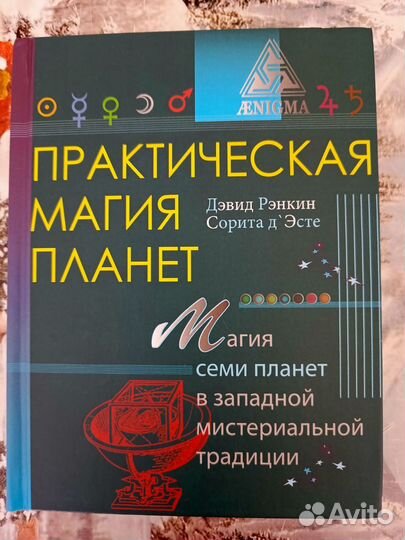 ÆNIGMA
ПРАКТИЧЕСКАЯ
МАГИЯ
ПЛАНЕТ
Дэвид Рэнкин
Сорита д`Эсте
Магия
семи планет
в западной
мистериальной
традиции
Avito